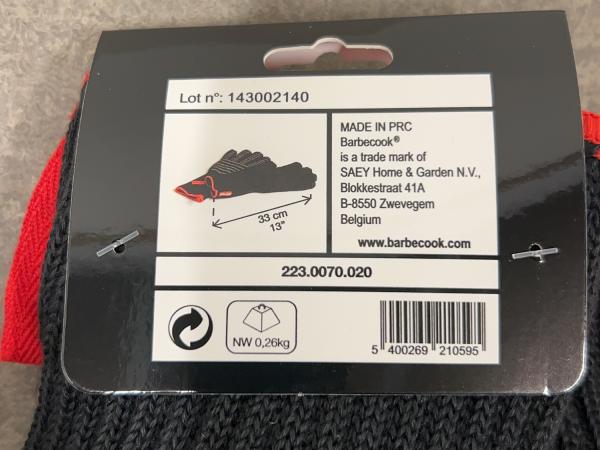 Lot n°: 143002140
33 cm
13"
MADE IN PRC
Barbecook®
is a trade mark of
SAEY Home & Garden N.V.,
Blokkestraat 41A
B-8550 Zwevegem
Belgium
www.barbecook.com
223.0070.020
NW 0,26kg
5 400269 210595